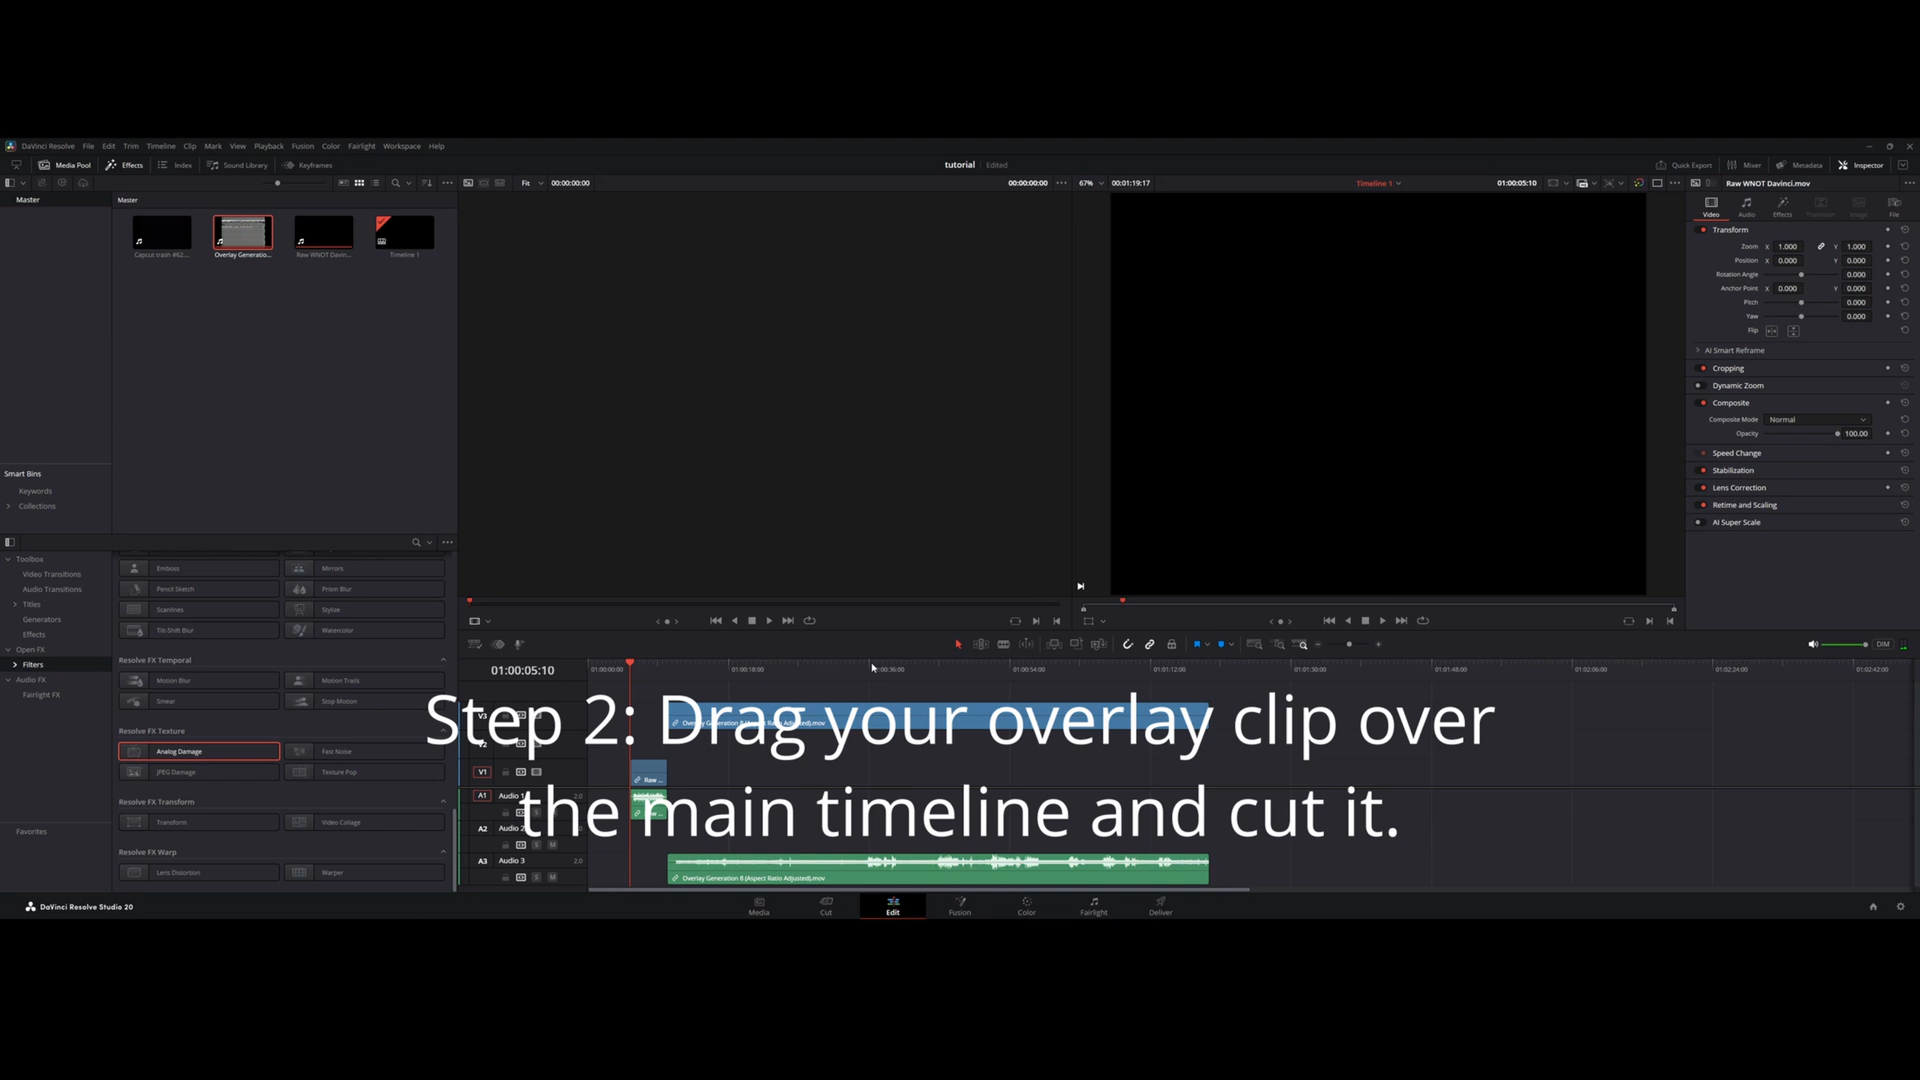 DaVinci Resolve File Edit Trim Timeline Clip Mark View Playback Fusion Color Fairlight Workspace Help
Media Pool Effects Index Sound Library Keyframes tutorial Edited Quick Export Mixer Metadata Inspector
Fit 00:00:00:00 00:00:00:00 67% 00:01:19:17 Timeline 1 01:00:05:10 Raw WNOT Davinci.mov
Master Master
Video Audio Effects Transition Image File
Capcut trash #62... Overlay Generatio... Raw WNOT Davin... Timeline 1
Transform
Zoom X 1.000 Y 1.000
Position X 0.000 Y 0.000
Rotation Angle 0.000
Anchor Point X 0.000 Y 0.000
Pitch 0.000
Yaw 0.000
Flip
AI Smart Reframe
Cropping
Dynamic Zoom
Composite
Composite Mode Normal
Opacity 100.00
Speed Change
Stabilization
Lens Correction
Retime and Scaling
AI Super Scale
Smart Bins
Keywords
Collections
Toolbox
Video Transitions
Audio Transitions
Titles
Generators
Effects
Open FX
Filters
Audio FX
Fairlight FX
Favorites
Emboss Mirrors
Pencil Sketch Prism Blur
Scanlines Stylize
Tilt-Shift Blur Watercolor
Resolve FX Temporal
Motion Blur Motion Trails
Smear Stop Motion
Resolve FX Texture
Analog Damage Fast Noise
JPEG Damage Texture Pop
Resolve FX Transform
Transform Video Collage
Resolve FX Warp
Lens Distortion Warper
DIM
01:00:05:10 01:00:00:00 01:00:18:00 01:00:36:00 01:00:54:00 01:01:12:00 01:01:30:00 01:01:48:00 01:02:06:00 01:02:24:00 01:02:42:00
Step 2: Drag your overlay clip over
the main timeline and cut it.
V3 Overlay Generation 8 (Aspect Ratio Adjusted).mov
V2
V1 Raw ...
A1 Audio 1 2.0
S M
A2 Audio 2
S M
A3 Audio 3 2.0
S M Overlay Generation 8 (Aspect Ratio Adjusted).mov
DaVinci Resolve Studio 20
Media Cut Edit Fusion Color Fairlight Deliver